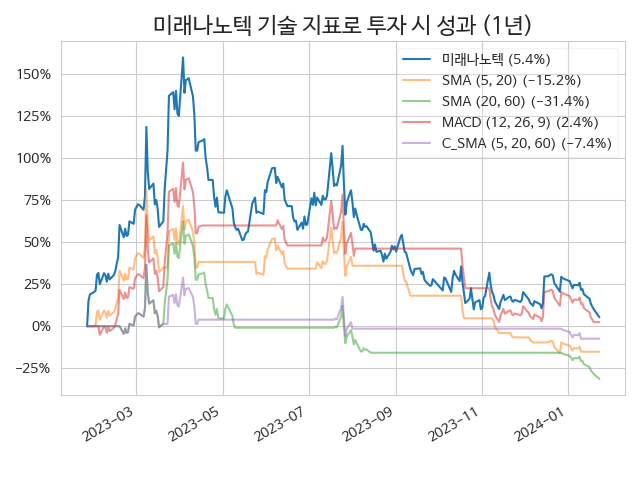 미래나노텍 기술 지표로 투자 시 성과 (1년)
미래나노텍 (5.4%)
SMA (5, 20) (−15.2%)
SMA (20, 60) (−31.4%)
MACD (12, 26, 9) (2.4%)
C_SMA (5, 20, 60) (−7.4%)
150%
125%
100%
75%
50%
25%
0%
−25%
2023−03
2023−05
2023−07
2023−09
2023−11
2024−01